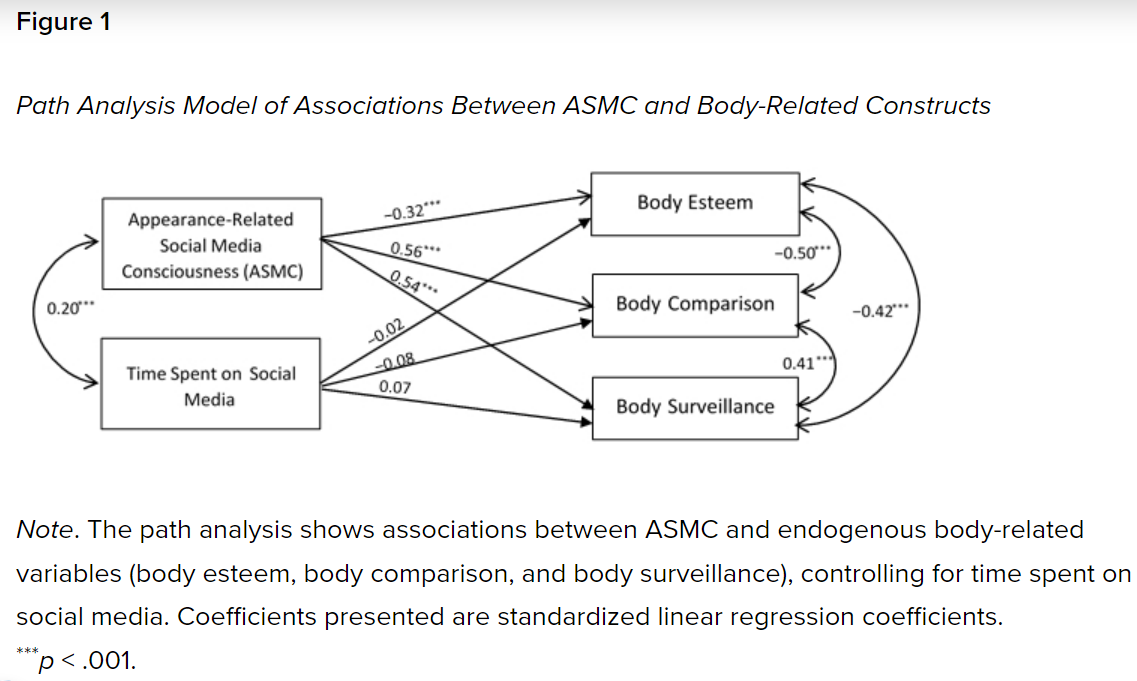 Figure 1
Path Analysis Model of Associations Between ASMC and Body-Related Constructs
Appearance-Related
Social Media
Consciousness (ASMC)
0.20***
Time Spent on Social
Media
-0.32***
0.56***
0.54***
-0.02
-0.08
0.07
Body Esteem
-0.50***
Body Comparison
-0.42***
0.41***
Body Surveillance
Note. The path analysis shows associations between ASMC and endogenous body-related
variables (body esteem, body comparison, and body surveillance), controlling for time spent on
social media. Coefficients presented are standardized linear regression coefficients.
***p < .001.